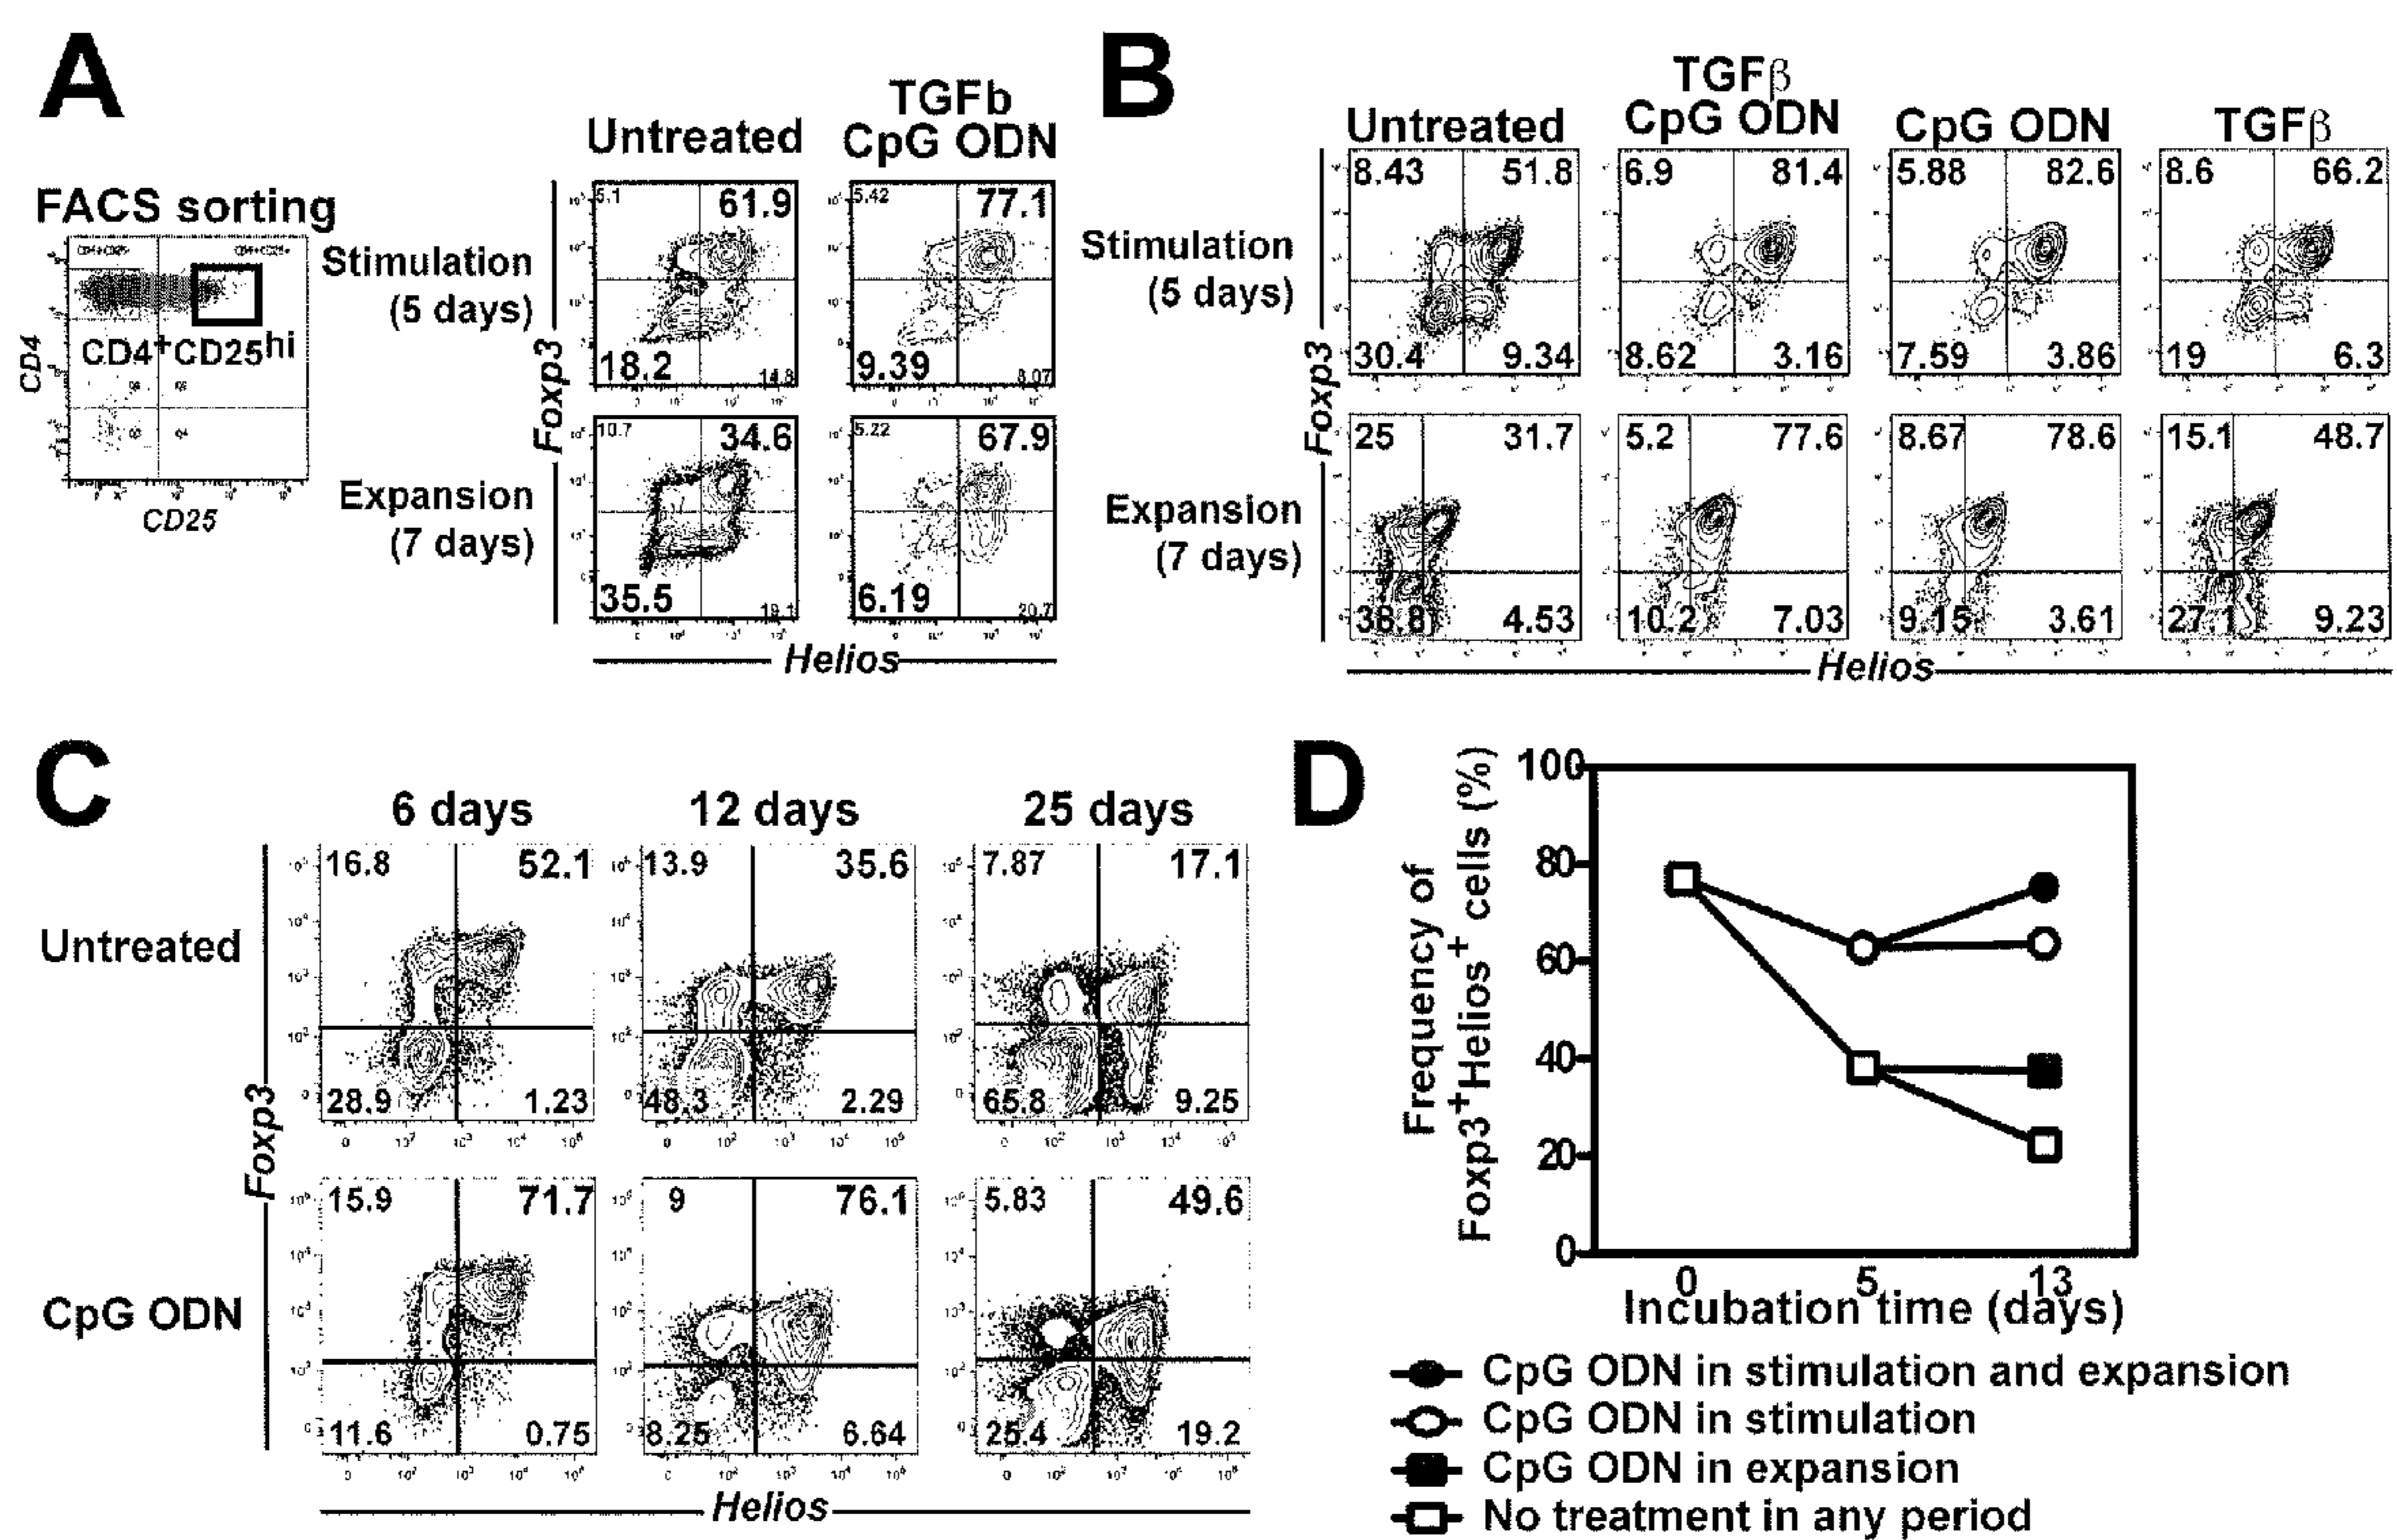 A
FACS sorting
CD4
CD4+CD25hi
CD25
Untreated
TGFb
CpG ODN
Stimulation
(5 days)
Expansion
(7 days)
Foxp3
5.1 61.9
18.2 14.8
5.42 77.1
9.39 8.07
10.7 34.6
35.5 19.1
5.22 67.9
6.19 20.7
Helios
B
Untreated
TGFβ
CpG ODN
CpG ODN
TGFβ
Stimulation
(5 days)
Expansion
(7 days)
Foxp3
8.43 51.8
30.4 9.34
6.9 81.4
8.62 3.16
5.88 82.6
7.59 3.86
8.6 66.2
19 6.3
25 31.7
38.8 4.53
5.2 77.6
10.2 7.03
8.67 78.6
9.15 3.61
15.1 48.7
27.1 9.23
Helios
C
6 days
12 days
25 days
Untreated
CpG ODN
Foxp3
16.8 52.1
28.9 1.23
13.9 35.6
48.3 2.29
7.87 17.1
65.8 9.25
15.9 71.7
11.6 0.75
9 76.1
8.25 6.64
5.83 49.6
25.4 19.2
Helios
D
Frequency of
Foxp3+Helios+ cells (%)
100
80
60
40
20
0
0 5 13
Incubation time (days)
CpG ODN in stimulation and expansion
CpG ODN in stimulation
CpG ODN in expansion
No treatment in any period